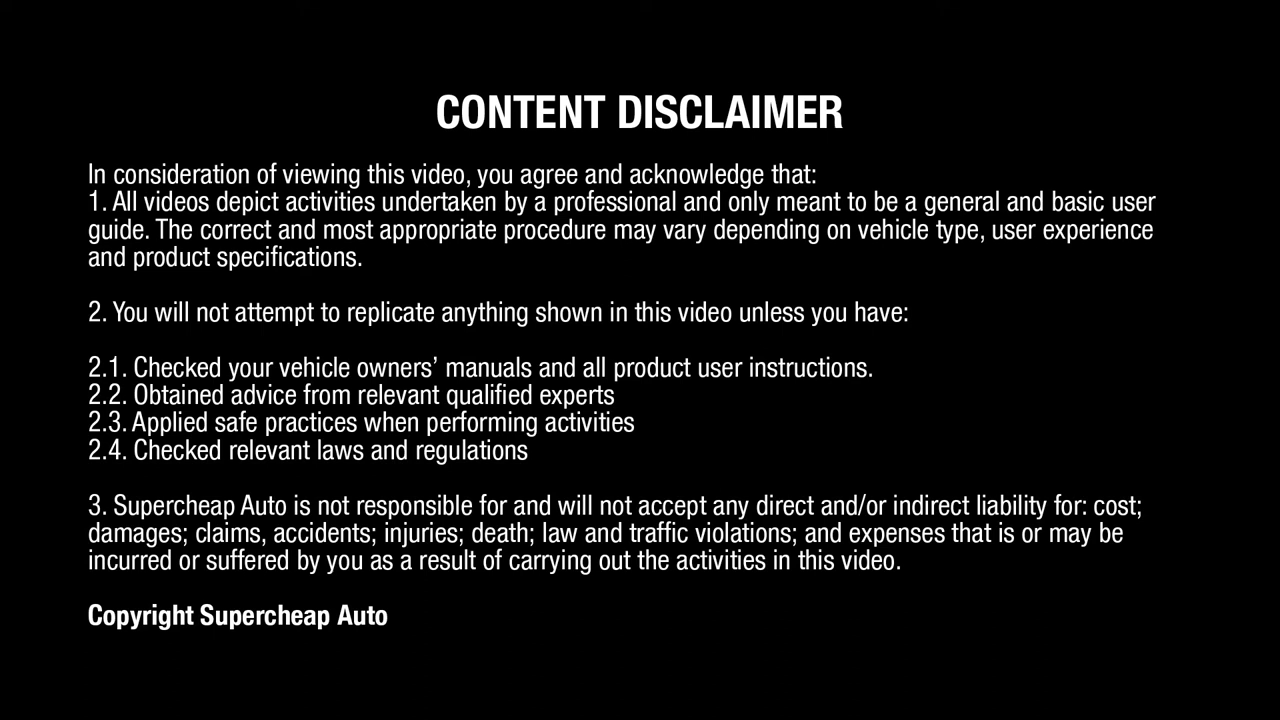 CONTENT DISCLAIMER
In consideration of viewing this video, you agree and acknowledge that:
1. All videos depict activities undertaken by a professional and only meant to be a general and basic user
guide. The correct and most appropriate procedure may vary depending on vehicle type, user experience
and product specifications.
2. You will not attempt to replicate anything shown in this video unless you have:
2.1. Checked your vehicle owners’ manuals and all product user instructions.
2.2. Obtained advice from relevant qualified experts
2.3. Applied safe practices when performing activities
2.4. Checked relevant laws and regulations
3. Supercheap Auto is not responsible for and will not accept any direct and/or indirect liability for: cost;
damages; claims, accidents; injuries; death; law and traffic violations; and expenses that is or may be
incurred or suffered by you as a result of carrying out the activities in this video.
Copyright Supercheap Auto